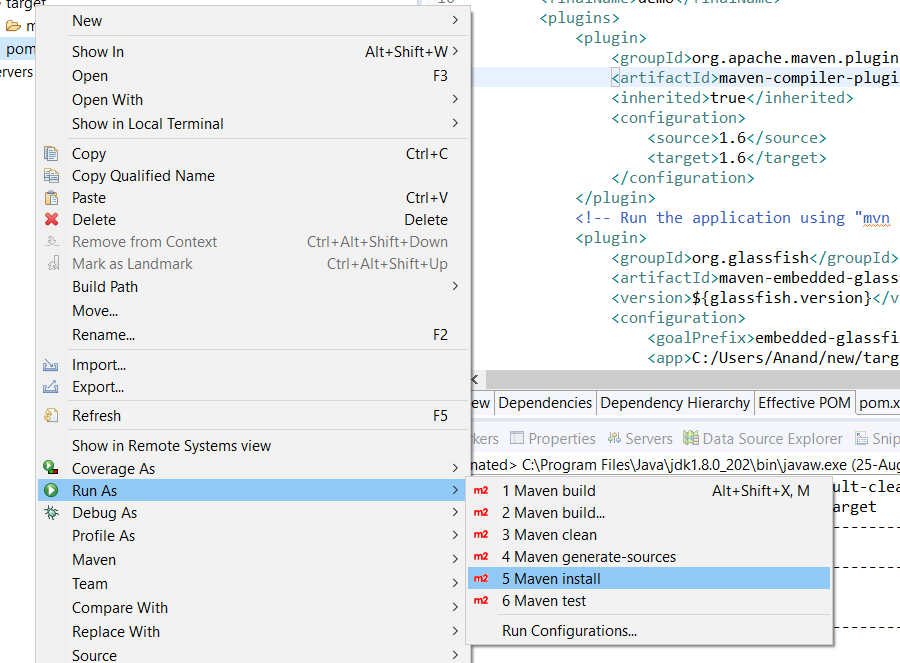 target
New
m
Show In Alt+Shift+W
pom
Open F3
ervers
Open With
Show in Local Terminal
Copy Ctrl+C
Copy Qualified Name
Paste Ctrl+V
Delete Delete
Remove from Context Ctrl+Alt+Shift+Down
Mark as Landmark Ctrl+Alt+Shift+Up
Build Path
Move...
Rename... F2
Import...
Export...
Refresh F5
Show in Remote Systems view
Coverage As
Run As
Debug As
Profile As
Maven
Team
Compare With
Replace With
Source
<plugins>
<plugin>
<groupId>org.apache.maven.plugin
<artifactId>maven-compiler-plugi
<inherited>true</inherited>
<configuration>
<source>1.6</source>
<target>1.6</target>
</configuration>
</plugin>
<!-- Run the application using "mvn
<plugin>
<groupId>org.glassfish</groupId>
<artifactId>maven-embedded-glass
<version>${glassfish.version}</v
<configuration>
<goalPrefix>embedded-glassfi
<app>C:/Users/Anand/new/targ
ew Dependencies Dependency Hierarchy Effective POM pom.x
kers Properties Servers Data Source Explorer Snip
nated> C:\Program Files\Java\jdk1.8.0_202\bin\javaw.exe (25-Aug
ult-clea
arget
m2 1 Maven build Alt+Shift+X, M
m2 2 Maven build...
m2 3 Maven clean
m2 4 Maven generate-sources
m2 5 Maven install
m2 6 Maven test
Run Configurations...